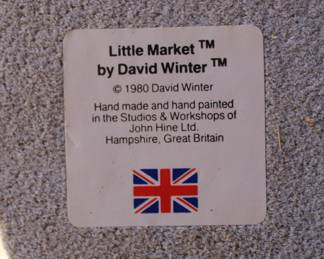 Little Market ™
by David Winter ™
© 1980 David Winter
Hand made and hand painted
in the Studios & Workshops of
John Hine Ltd.
Hampshire, Great Britain